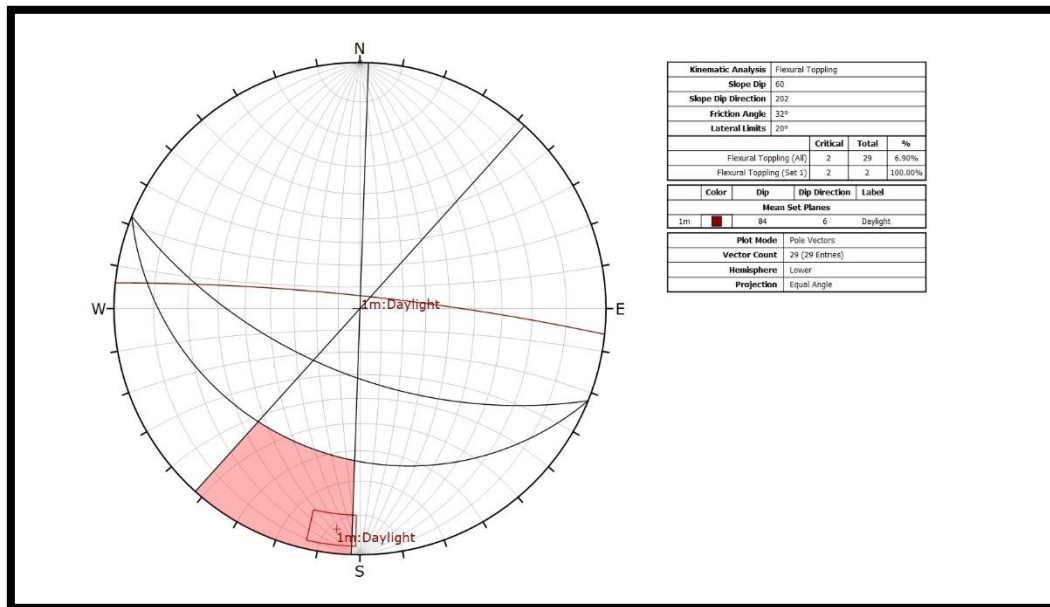 N
W
E
S
1m:Daylight
1m:Daylight
Kinematic Analysis Flexural Toppling
Slope Dip 60
Slope Dip Direction 202
Friction Angle 32°
Lateral Limits 20°
Critical Total %
Flexural Toppling (All) 2 29 6.90%
Flexural Toppling (Set 1) 2 2 100.00%
Color Dip Dip Direction Label
Mean Set Planes
1m 84 6 Daylight
Plot Mode Pole Vectors
Vector Count 29 (29 Entries)
Hemisphere Lower
Projection Equal Angle